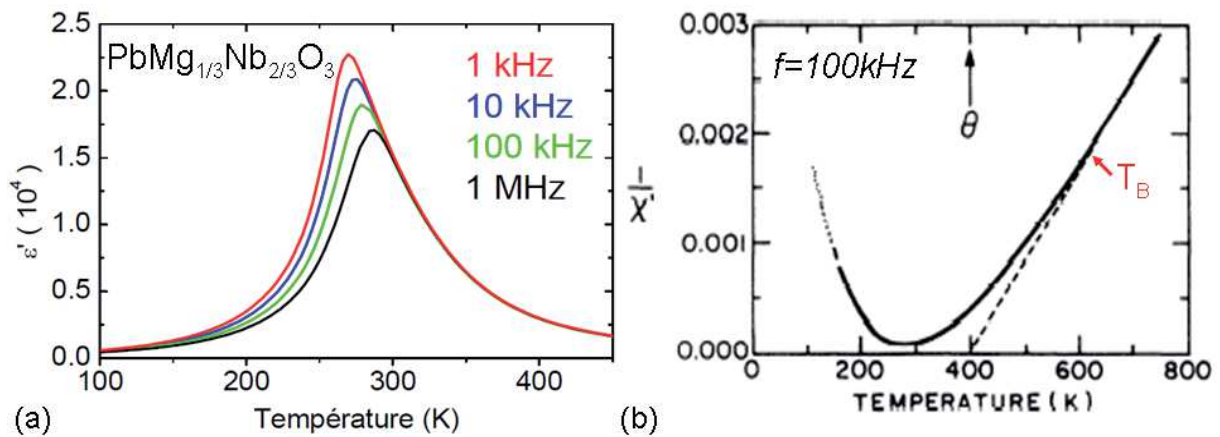 PbMg1/3Nb2/3O3
1 kHz
10 kHz
100 kHz
1 MHz
2.5
2.0
1.5
1.0
0.5
0.0
ε' (10⁴)
100
200
300
400
Température (K)
(a)
f=100kHz
θ
T_B
0.003
0.002
0.001
0.000
1/χ'
0
200
400
600
800
TEMPERATURE (K)
(b)